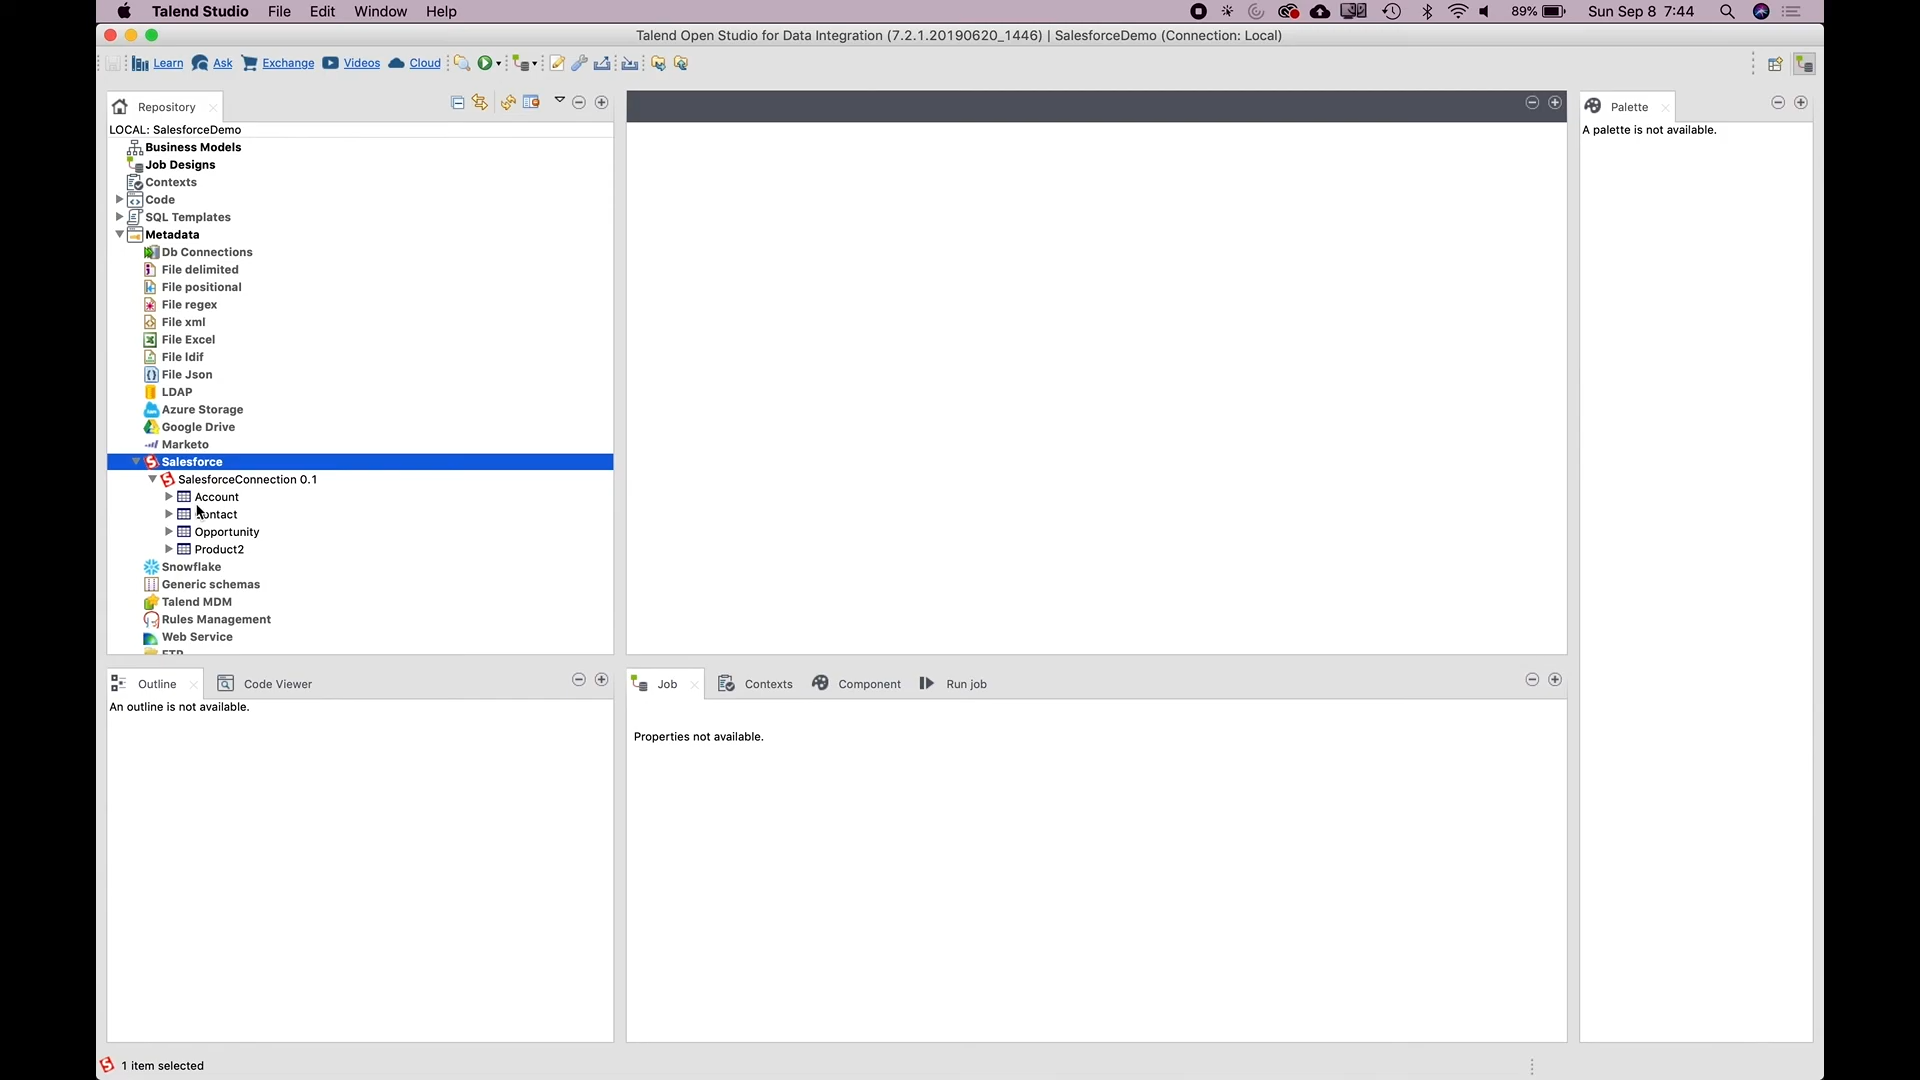 Talend Studio File Edit Window Help 89% Sun Sep 8 7:44
Talend Open Studio for Data Integration (7.2.1.20190620_1446) | SalesforceDemo (Connection: Local)
Learn Ask Exchange Videos Cloud
Repository
LOCAL: SalesforceDemo
Business Models
Job Designs
Contexts
Code
SQL Templates
Metadata
Db Connections
File delimited
File positional
File regex
File xml
File Excel
File ldif
File Json
LDAP
Azure Storage
Google Drive
Marketo
Salesforce
SalesforceConnection 0.1
Account
ontact
Opportunity
Product2
Snowflake
Generic schemas
Talend MDM
Rules Management
Web Service
FTP
Palette
A palette is not available.
Outline Code Viewer
An outline is not available.
Job Contexts Component Run job
Properties not available.
1 item selected